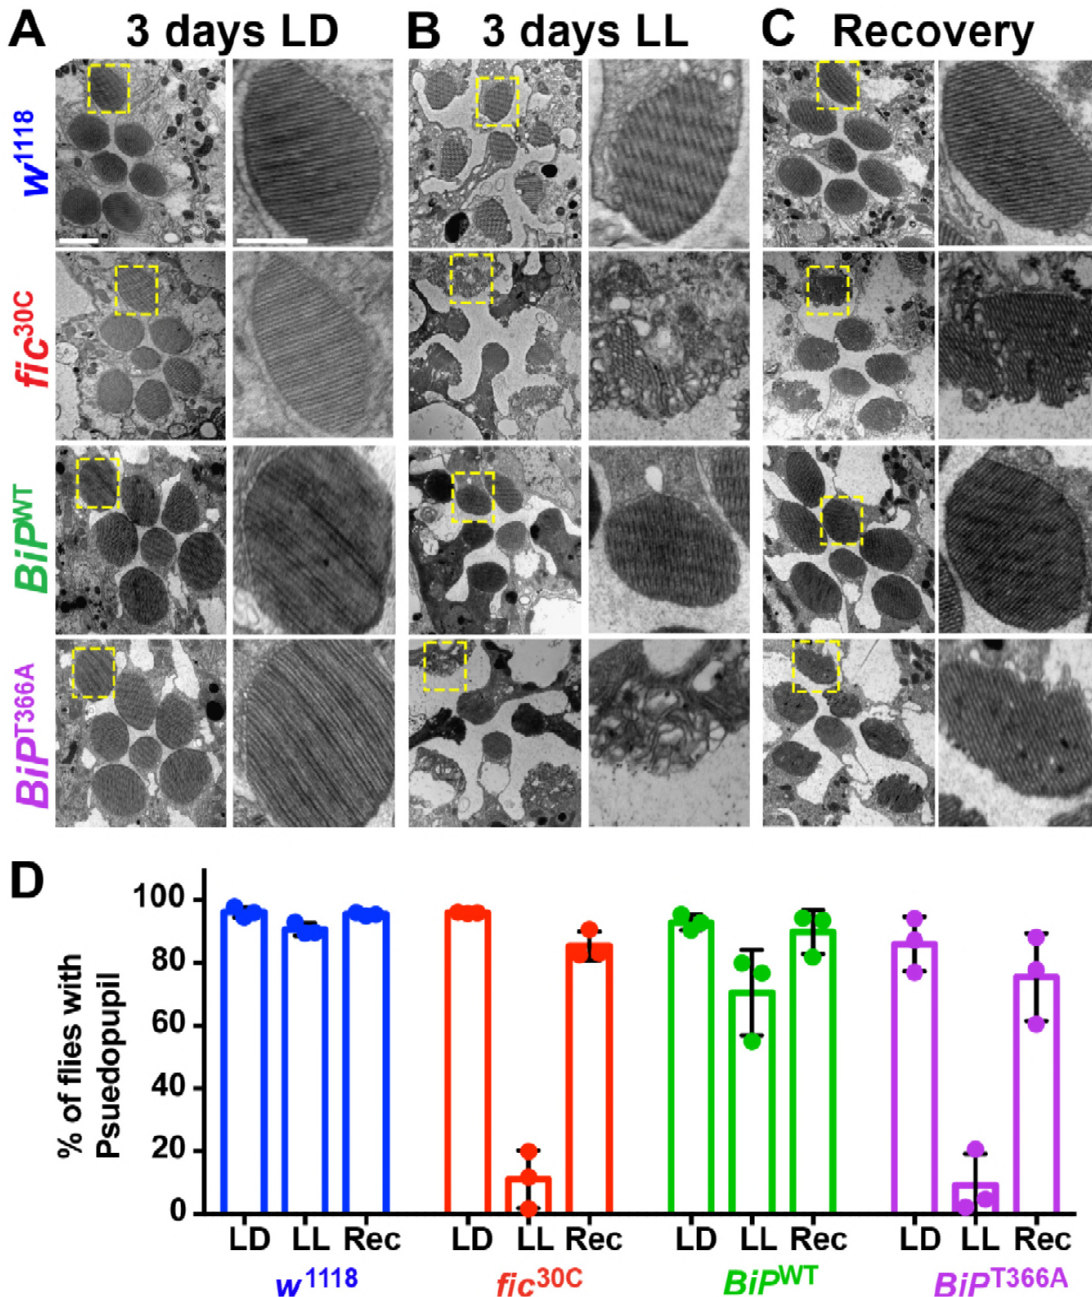 A 3 days LD B 3 days LL C Recovery
w1118
fic30C
BiPWT
BiPT366A
D
% of flies with
Psuedopupil
100
80
60
40
20
0
LD LL Rec LD LL Rec LD LL Rec LD LL Rec
w1118 fic30C BiPWT BiPT366A